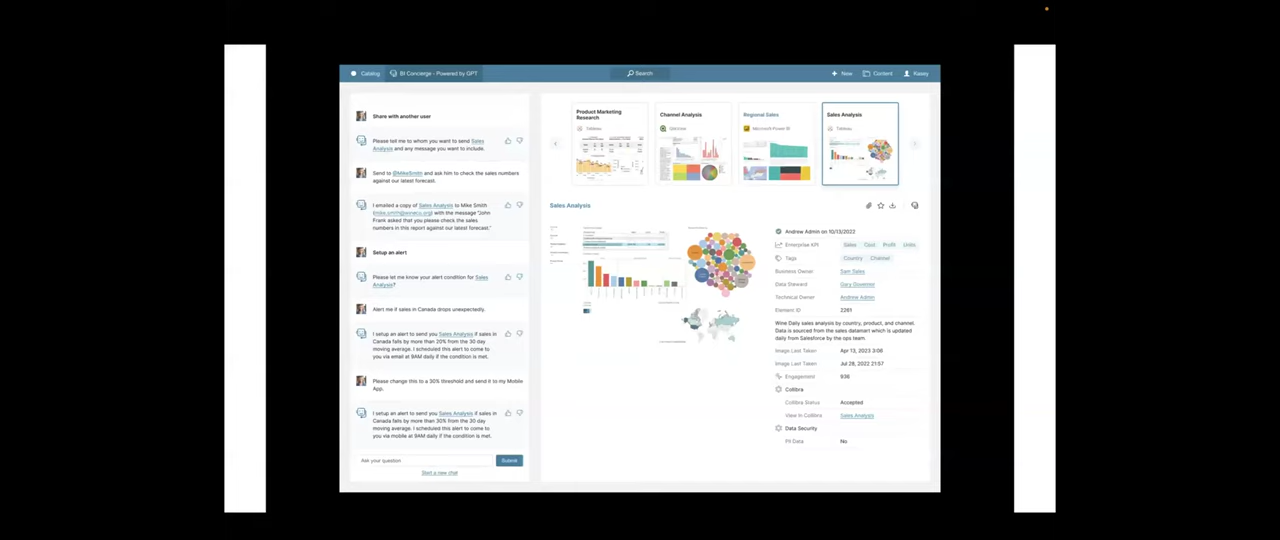 Catalog
BI Concierge - Powered by GPT
Search
New
Content
Kasey
Share with another user
Please tell me to whom you want to send Sales
Analysis and any message you want to include.
Send to @MikeSmith and ask him to check the sales numbers
against our latest forecast.
I emailed a copy of Sales Analysis to Mike Smith
(mike.smith@wineco.org) with the message "John
Frank asked that you please check the sales
numbers in this report against our latest forecast."
Setup an alert
Please let me know your alert condition for Sales
Analysis?
Alert me if sales in Canada drops unexpectedly.
I setup an alert to send you Sales Analysis if sales in
Canada falls by more than 20% from the 30 day
moving average. I scheduled this alert to come to
you via email at 9AM daily if the condition is met.
Please change this to a 30% threshold and send it to my Mobile
App.
I setup an alert to send you Sales Analysis if sales in
Canada falls by more than 30% from the 30 day
moving average. I scheduled this alert to come to
you via mobile at 9AM daily if the condition is met.
Ask your question
Submit
Start a new chat
Product Marketing
Research
Tableau
Channel Analysis
QlikView
Regional Sales
Microsoft Power BI
Sales Analysis
Tableau
Sales Analysis
Andrew Admin on 10/13/2022
Enterprise KPI Sales Cost Profit Units
Tags Country Channel
Business Owner Sam Sales
Data Steward Gary Governor
Technical Owner Andrew Admin
Element ID 2261
Wine Daily sales analysis by country, product, and channel.
Data is sourced from the sales datamart which is updated
daily from Salesforce by the ops team.
Image Last Taken Apr 13, 2023 3:08
Image Last Taken Jul 28, 2022 21:57
Engagement 936
Collibra
Collibra Status Accepted
View in Collibra Sales Analysis
Data Security
PII Data No